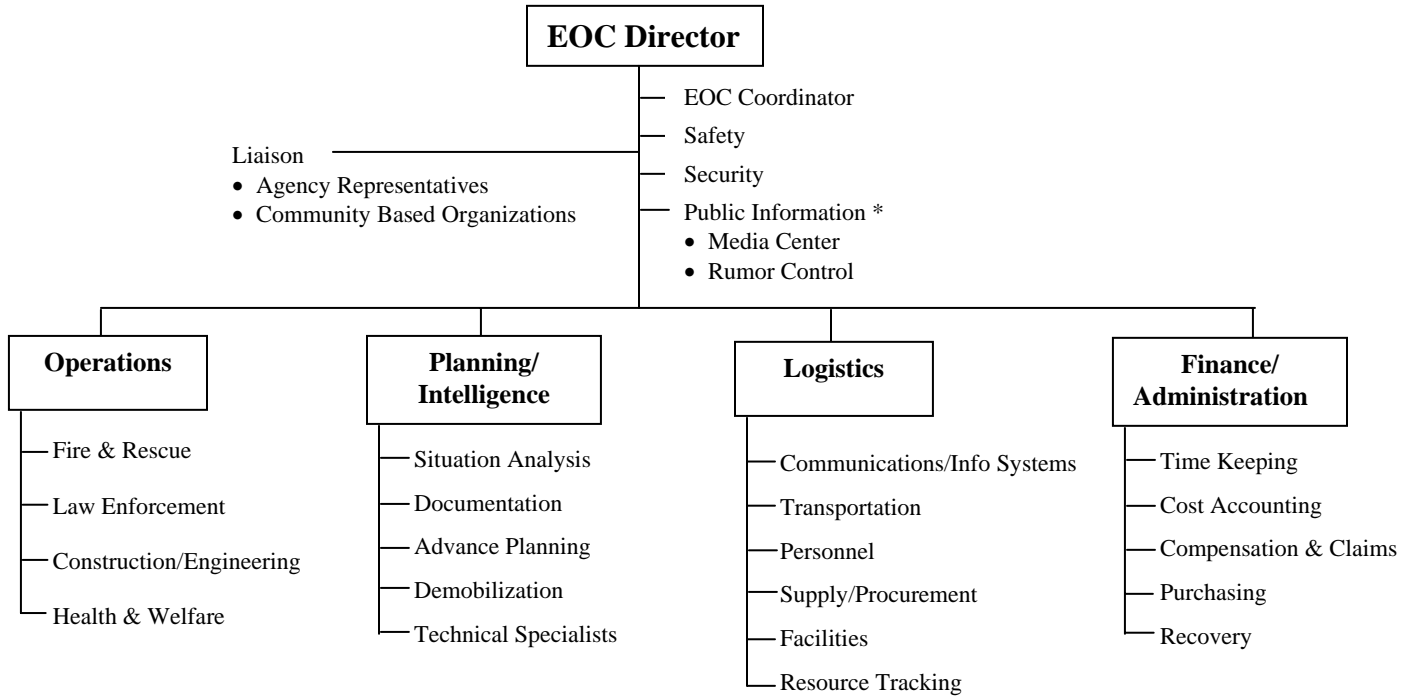 EOC Director
EOC Coordinator
Safety
Liaison
• Agency Representatives
• Community Based Organizations
Security
Public Information *
• Media Center
• Rumor Control
Operations
Fire & Rescue
Law Enforcement
Construction/Engineering
Health & Welfare
Planning/
Intelligence
Situation Analysis
Documentation
Advance Planning
Demobilization
Technical Specialists
Logistics
Communications/Info Systems
Transportation
Personnel
Supply/Procurement
Facilities
Resource Tracking
Finance/
Administration
Time Keeping
Cost Accounting
Compensation & Claims
Purchasing
Recovery